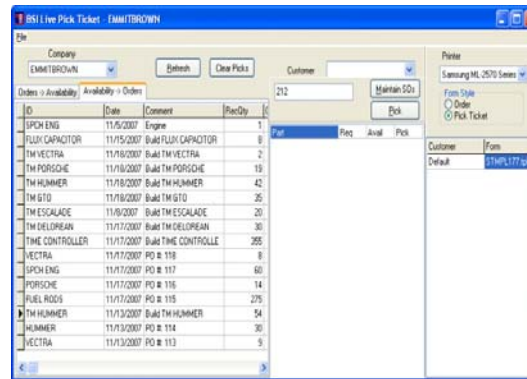 BSI Live Pick Ticket - EMMITBROWN
File
Company
EMMITBROWN
Refresh
Clear Picks
Orders -> Availability
Availability -> Orders
ID Date Comment RecQty
SPCH ENG 11/5/2007 Engine 1
FLUX CAPACITOR 11/15/2007 Build FLUX CAPACITOR
TM VECTRA 11/18/2007 Build TM VECTRA 2
TM PORSCHE 11/18/2007 Build TM PORSCHE 19
TM HUMMER 11/18/2007 Build TM HUMMER 42
TM GTO 11/18/2007 Build TM GTO 35
TM ESCALADE 11/9/2007 Build TM ESCALADE 20
TM DELOREAN 11/17/2007 Build TM DELOREAN 30
TIME CONTROLLER 11/17/2007 Build TIME CONTROLLE
VECTRA 11/17/2007 PO #: 118 8
SPCH ENG 11/17/2007 PO #: 117 60
PORSCHE 11/17/2007 PO #: 116 14
FUEL RODS 11/17/2007 PO #: 115 275
TM HUMMER 11/13/2007 Build TM HUMMER 54
HUMMER 11/13/2007 PO #: 114 30
VECTRA 11/13/2007 PO #: 113 9
Customer
212
Maintain SOs
Pick
Part Req Avail Pick
Printer
Samsung ML-2570 Series
Form Style
Order
Pick Ticket
Customer Form
Default